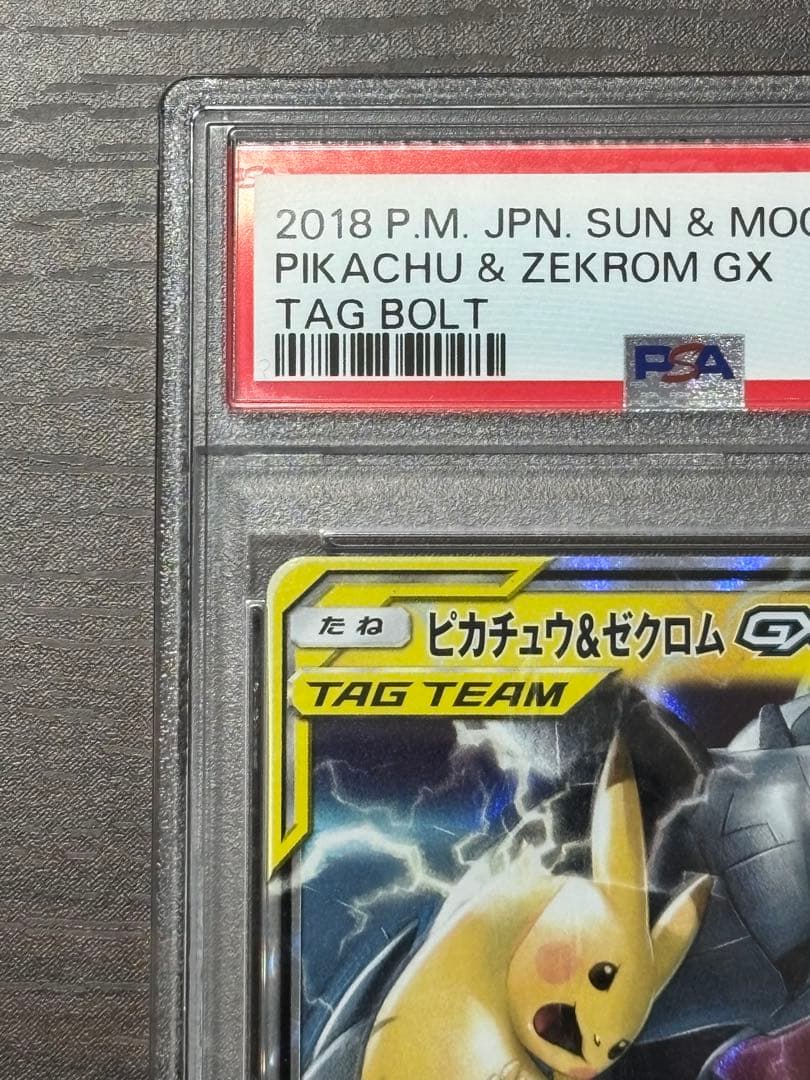 2018 P.M. JPN. SUN & MOO
PIKACHU & ZEKROM GX
TAG BOLT
PSA
たね ピカチュウ&ゼクロム GX
TAG TEAM